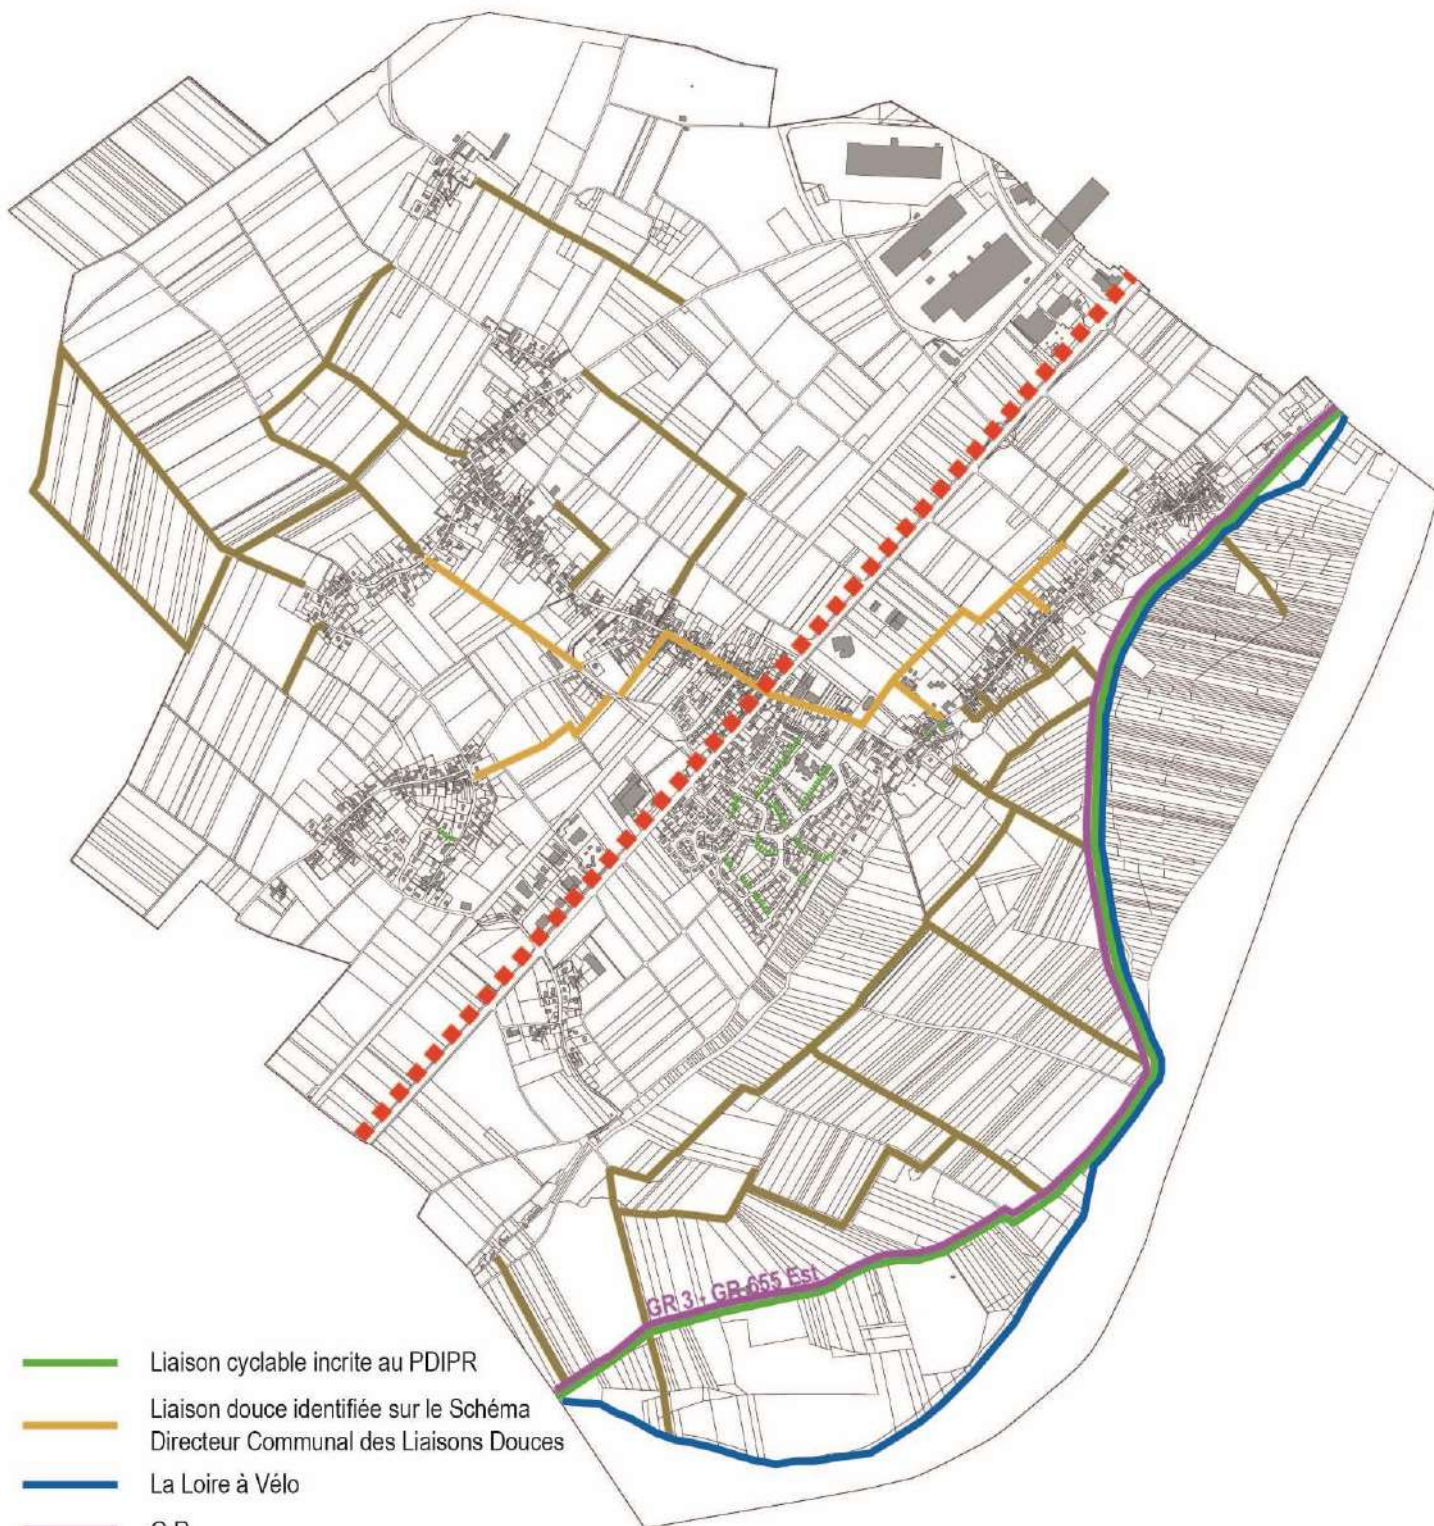 GR 3 - GR 655 Est
Liaison cyclable incrite au PDIPR
Liaison douce identifiée sur le Schéma
Directeur Communal des Liaisons Douces
La Loire à Vélo